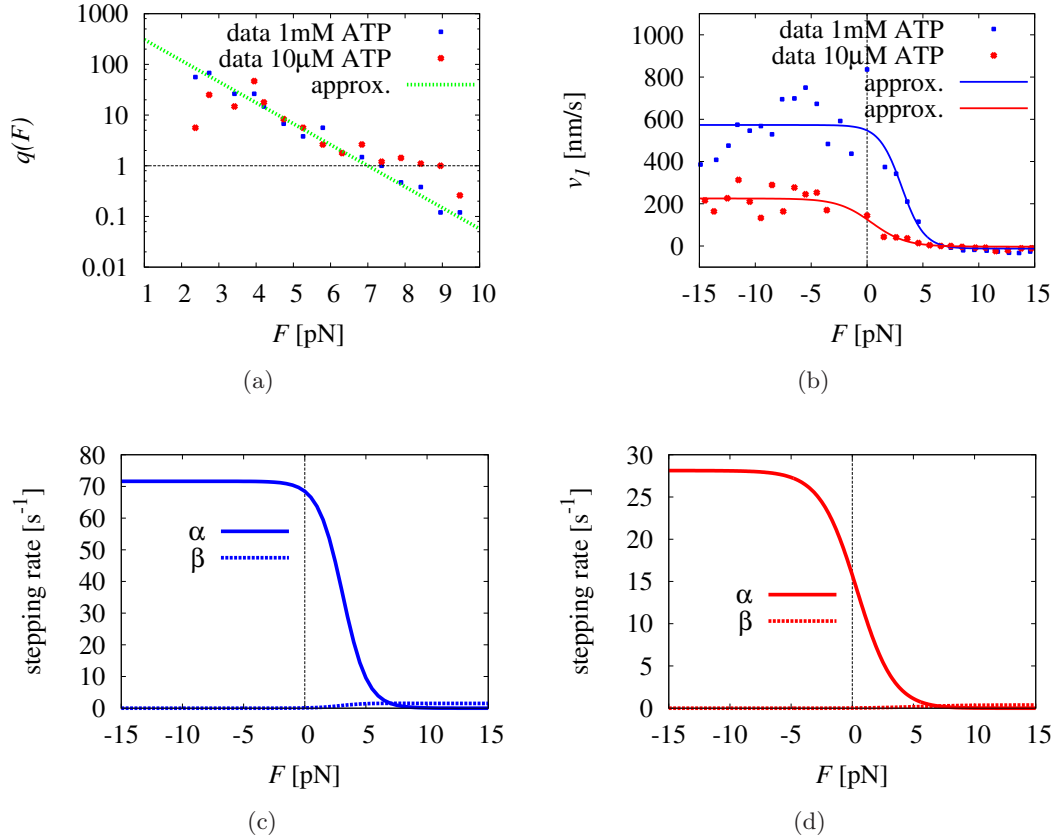 q(F)
1000
100
10
1
0.1
0.01
data 1mM ATP
data 10μM ATP
approx.
1 2 3 4 5 6 7 8 9 10
F [pN]
(a)
v1 [nm/s]
1000
800
600
400
200
0
data 1mM ATP
data 10μM ATP
approx.
approx.
-15 -10 -5 0 5 10 15
F [pN]
(b)
stepping rate [s-1]
80
70
60
50
40
30
20
10
0
α
β
-15 -10 -5 0 5 10 15
F [pN]
(c)
stepping rate [s-1]
30
25
20
15
10
5
0
α
β
-15 -10 -5 0 5 10 15
F [pN]
(d)